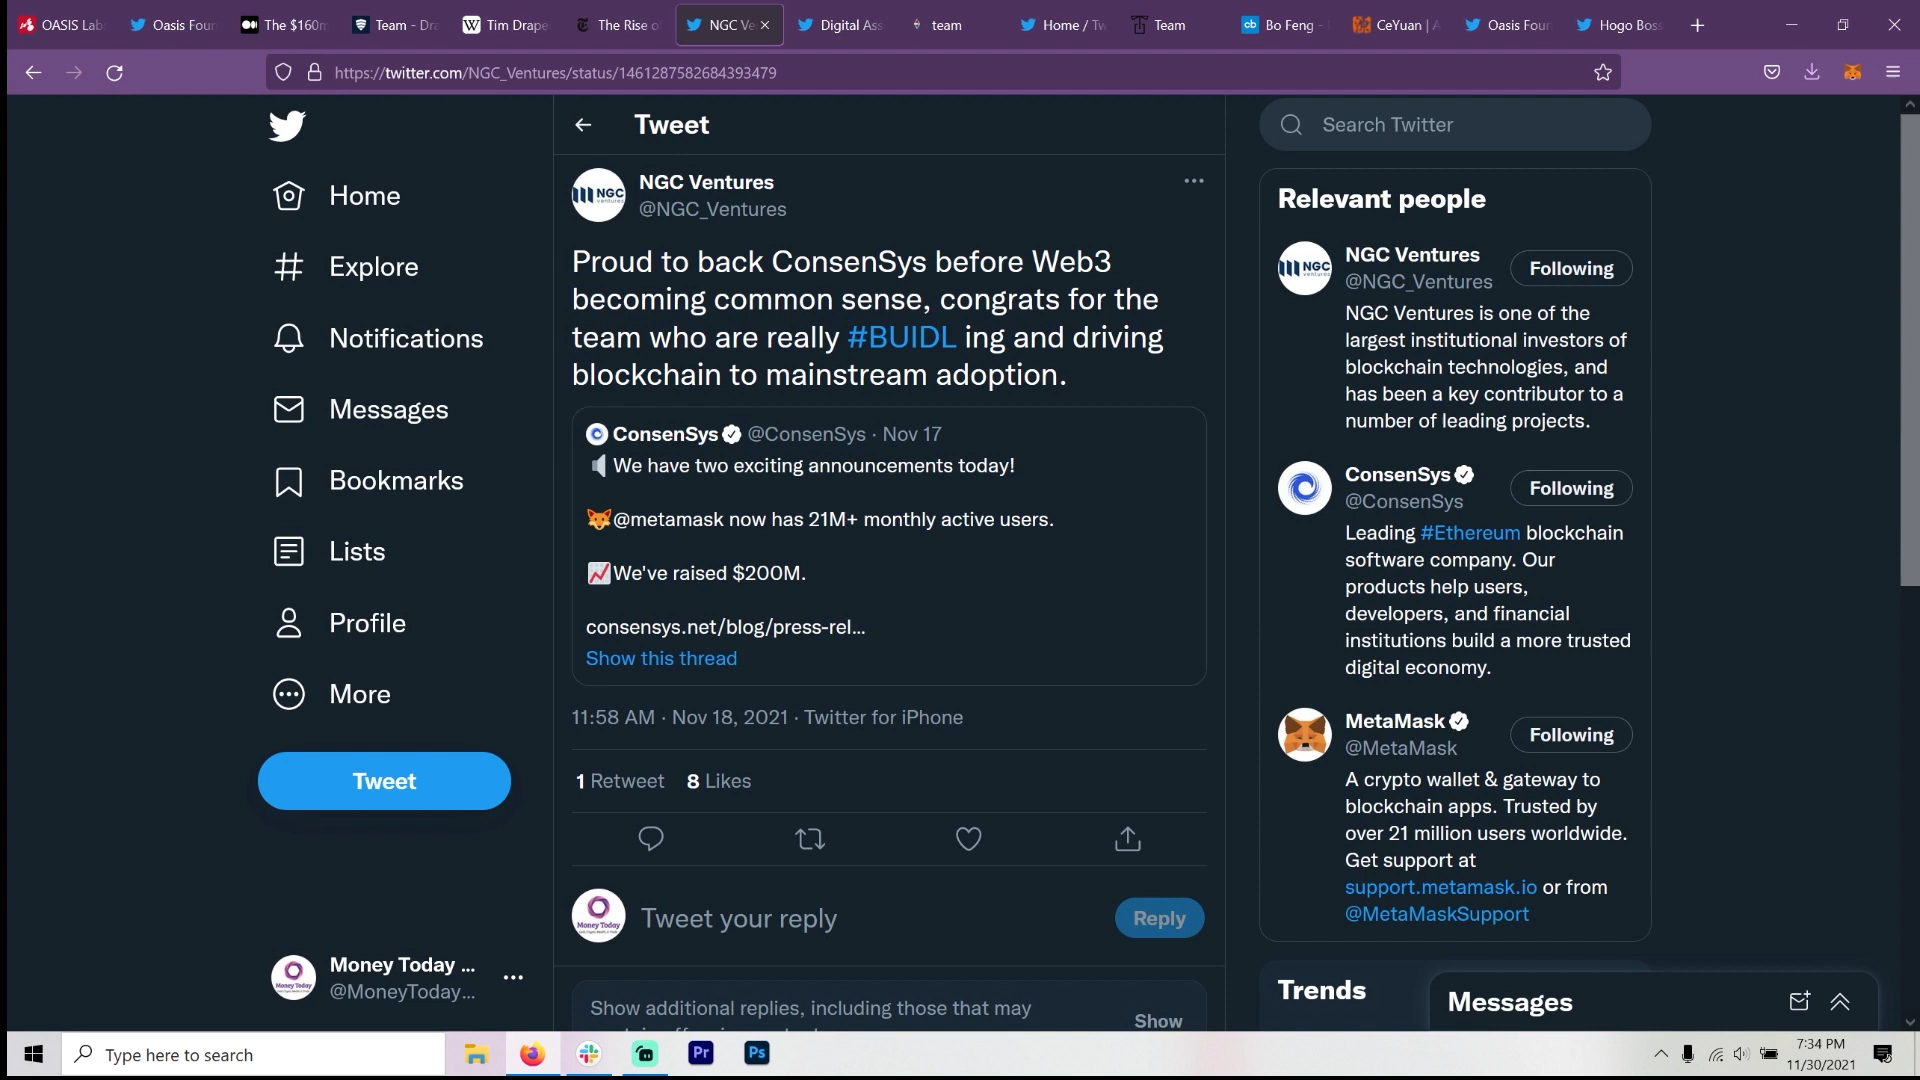 OASIS Lab
Oasis Foun
The $160m
Team - Dra
Tim Draper
The Rise o
NGC Ve
Digital Ass
team
Home / Tw
Team
cb Bo Feng -
CeYuan | A
Oasis Foun
Hogo Boss
https://twitter.com/NGC_Ventures/status/1461287582684393479
Home
Explore
Notifications
Messages
Bookmarks
Lists
Profile
More
Tweet
Money Today ...
@MoneyToday...
Tweet
NGC Ventures
@NGC_Ventures
Proud to back ConsenSys before Web3
becoming common sense, congrats for the
team who are really #BUIDL ing and driving
blockchain to mainstream adoption.
ConsenSys @ConsenSys · Nov 17
We have two exciting announcements today!
@metamask now has 21M+ monthly active users.
We've raised $200M.
consensys.net/blog/press-rel...
Show this thread
11:58 AM · Nov 18, 2021 · Twitter for iPhone
1 Retweet 8 Likes
Money Today
Tweet your reply
Reply
Show additional replies, including those that may
Show
Search Twitter
Relevant people
NGC Ventures
@NGC_Ventures
Following
NGC Ventures is one of the
largest institutional investors of
blockchain technologies, and
has been a key contributor to a
number of leading projects.
ConsenSys
@ConsenSys
Following
Leading #Ethereum blockchain
software company. Our
products help users,
developers, and financial
institutions build a more trusted
digital economy.
MetaMask
@MetaMask
Following
A crypto wallet & gateway to
blockchain apps. Trusted by
over 21 million users worldwide.
Get support at
support.metamask.io or from
@MetaMaskSupport
Trends
Messages
Type here to search
Pr
Ps
7:34 PM
11/30/2021